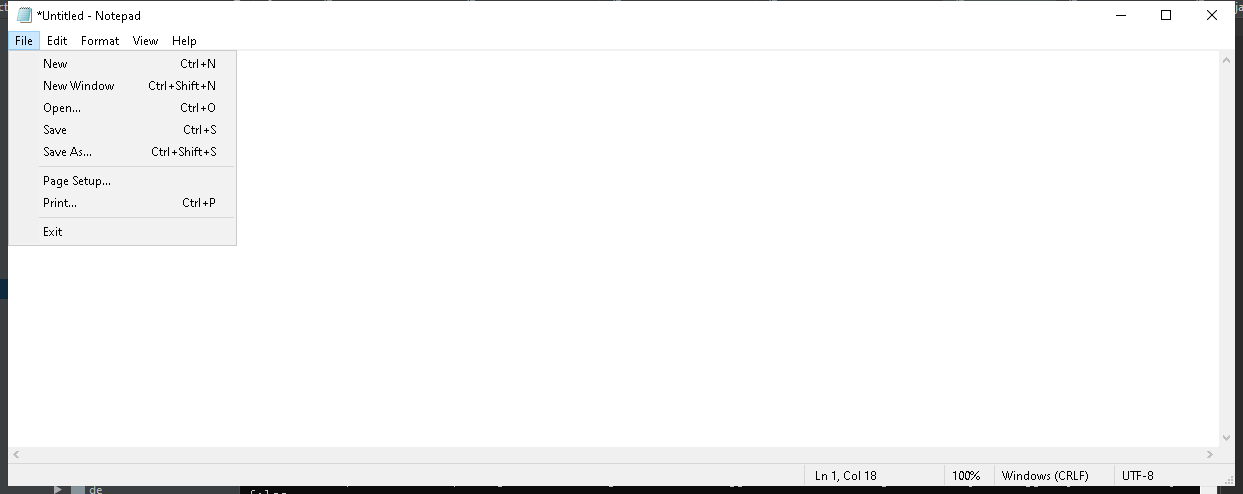 *Untitled - Notepad
File Edit Format View Help
New Ctrl+N
New Window Ctrl+Shift+N
Open... Ctrl+O
Save Ctrl+S
Save As... Ctrl+Shift+S
Page Setup...
Print... Ctrl+P
Exit
Ln 1, Col 18 100% Windows (CRLF) UTF-8
de